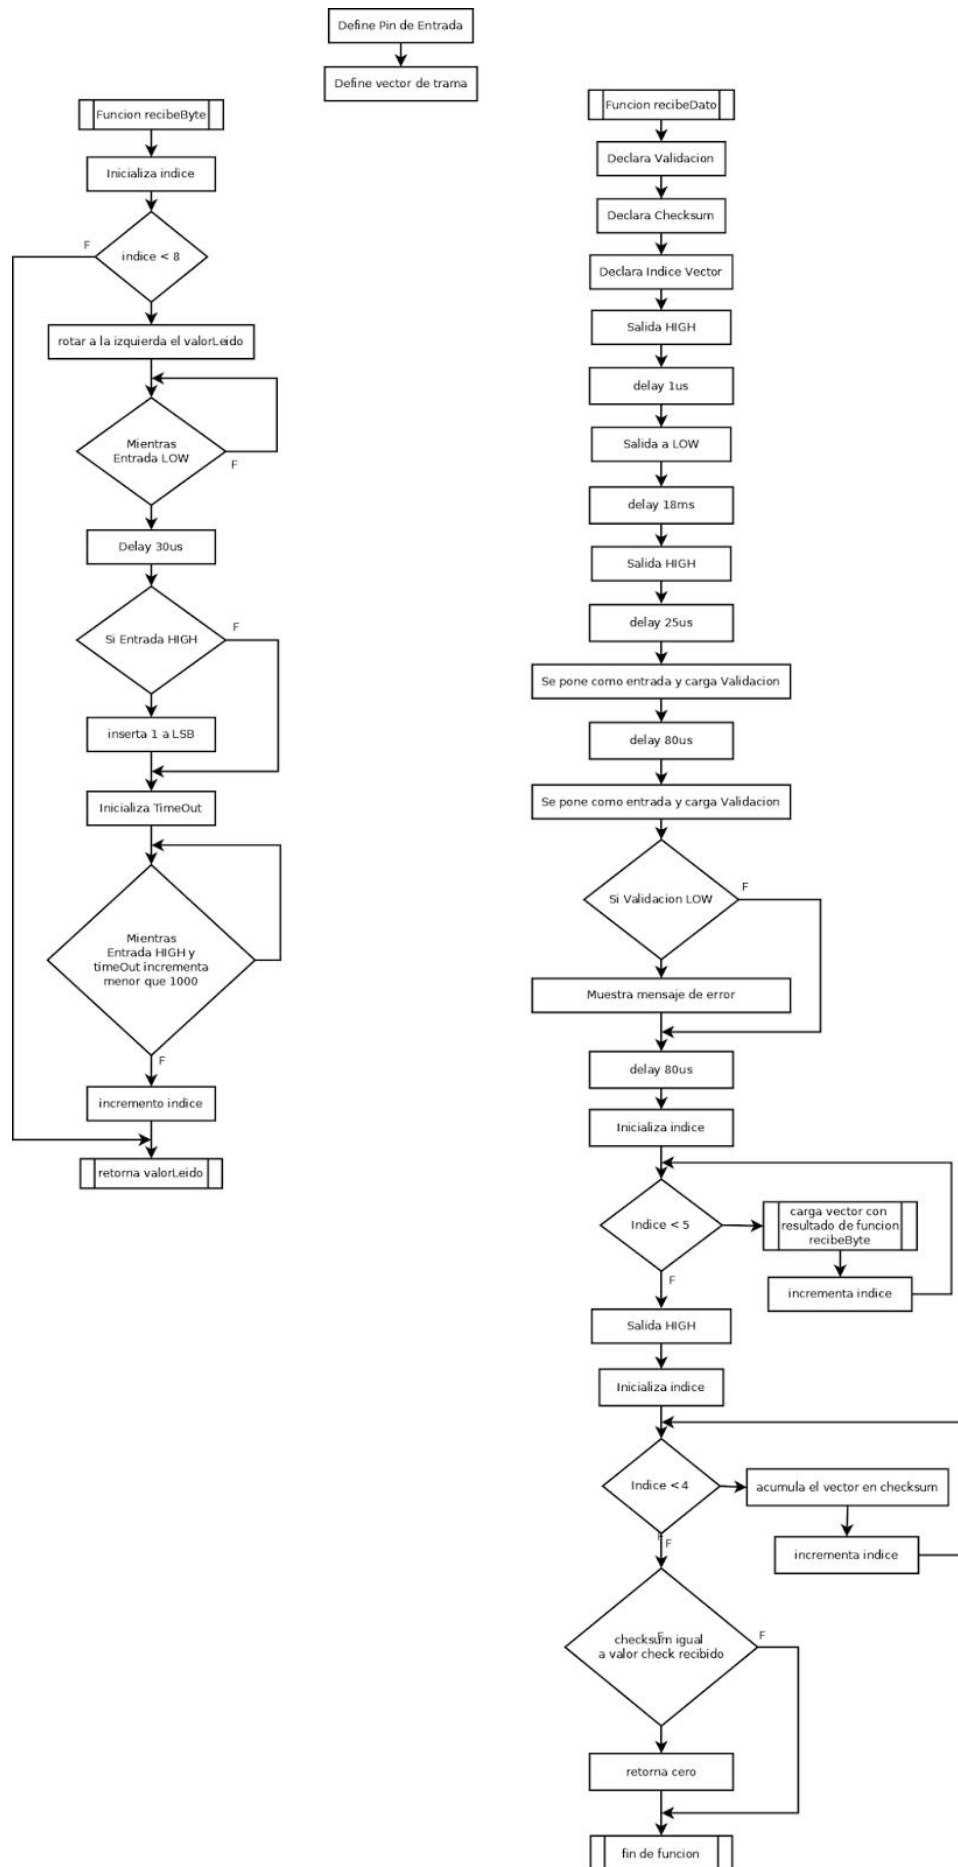 Define Pin de Entrada
Define vector de trama
Funcion recibeByte
Inicializa indice
F
indice < 8
rotar a la izquierda el valorLeido
Mientras
Entrada LOW
F
Delay 30us
F
Si Entrada HIGH
inserta 1 a LSB
Inicializa TimeOut
Mientras
Entrada HIGH y
timeOut incrementa
menor que 1000
F
incremento indice
retorna valorLeido
Funcion recibeDato
Declara Validacion
Declara Checksum
Declara Indice Vector
Salida HIGH
delay 1us
Salida a LOW
delay 18ms
Salida HIGH
delay 25us
Se pone como entrada y carga Validacion
delay 80us
Se pone como entrada y carga Validacion
F
Si Validacion LOW
Muestra mensaje de error
delay 80us
Inicializa indice
Indice < 5
carga vector con
resultado de funcion
recibeByte
F
incrementa indice
Salida HIGH
Inicializa indice
Indice < 4
acumula el vector en checksum
F
F
incrementa indice
F
F
checksum igual
a valor check recibido
retorna cero
fin de funcion